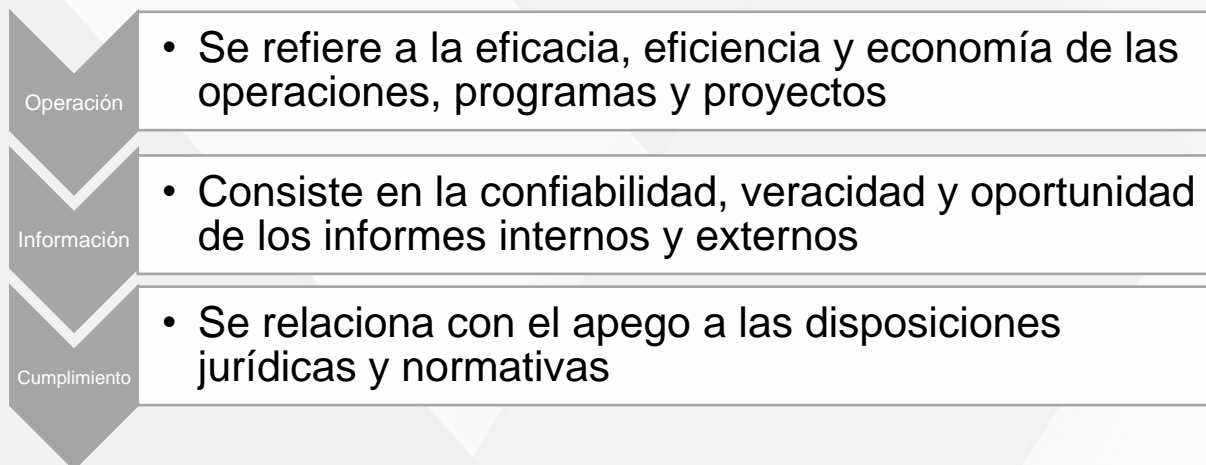 Operación
• Se refiere a la eficacia, eficiencia y economía de las
operaciones, programas y proyectos
Información
• Consiste en la confiabilidad, veracidad y oportunidad
de los informes internos y externos
Cumplimiento
• Se relaciona con el apego a las disposiciones
jurídicas y normativas